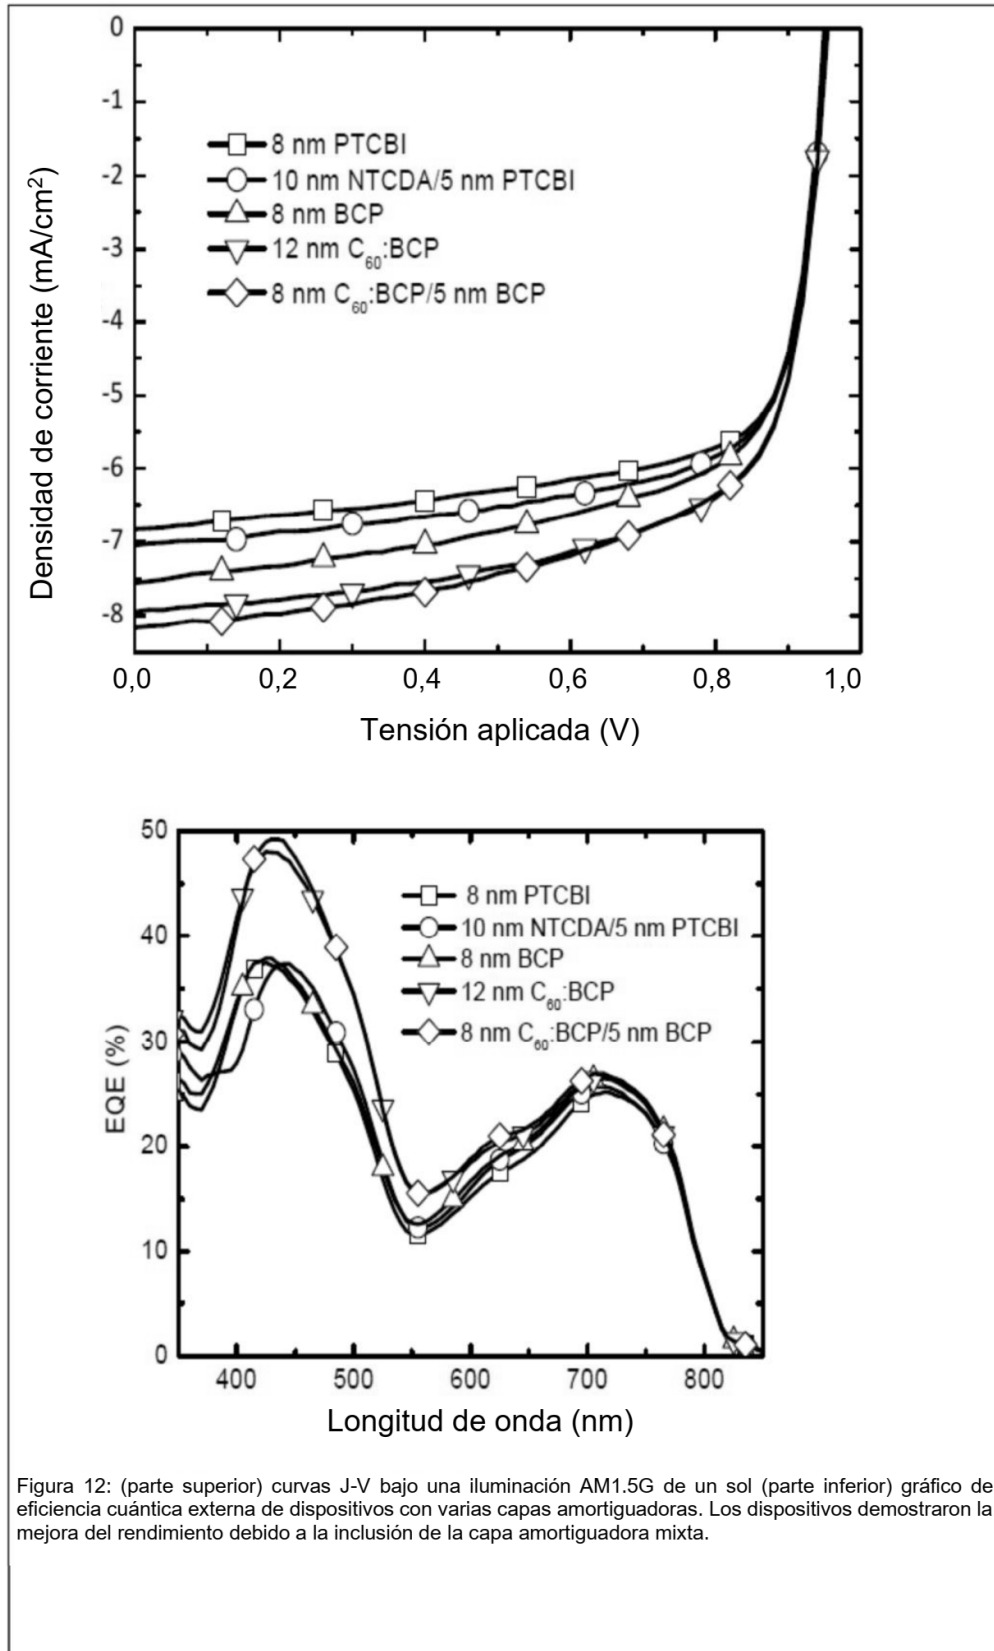 0
-1
-2
-3
-4
-5
-6
-7
-8
Densidad de corriente (mA/cm²)
8 nm PTCBI
10 nm NTCDA/5 nm PTCBI
8 nm BCP
12 nm C₆₀:BCP
8 nm C₆₀:BCP/5 nm BCP
0,0 0,2 0,4 0,6 0,8 1,0
Tensión aplicada (V)
50
40
30
20
10
0
EQE (%)
8 nm PTCBI
10 nm NTCDA/5 nm PTCBI
8 nm BCP
12 nm C₆₀:BCP
8 nm C₆₀:BCP/5 nm BCP
400 500 600 700 800
Longitud de onda (nm)
Figura 12: (parte superior) curvas J-V bajo una iluminación AM1.5G de un sol (parte inferior) gráfico de
eficiencia cuántica externa de dispositivos con varias capas amortiguadoras. Los dispositivos demostraron la
mejora del rendimiento debido a la inclusión de la capa amortiguadora mixta.